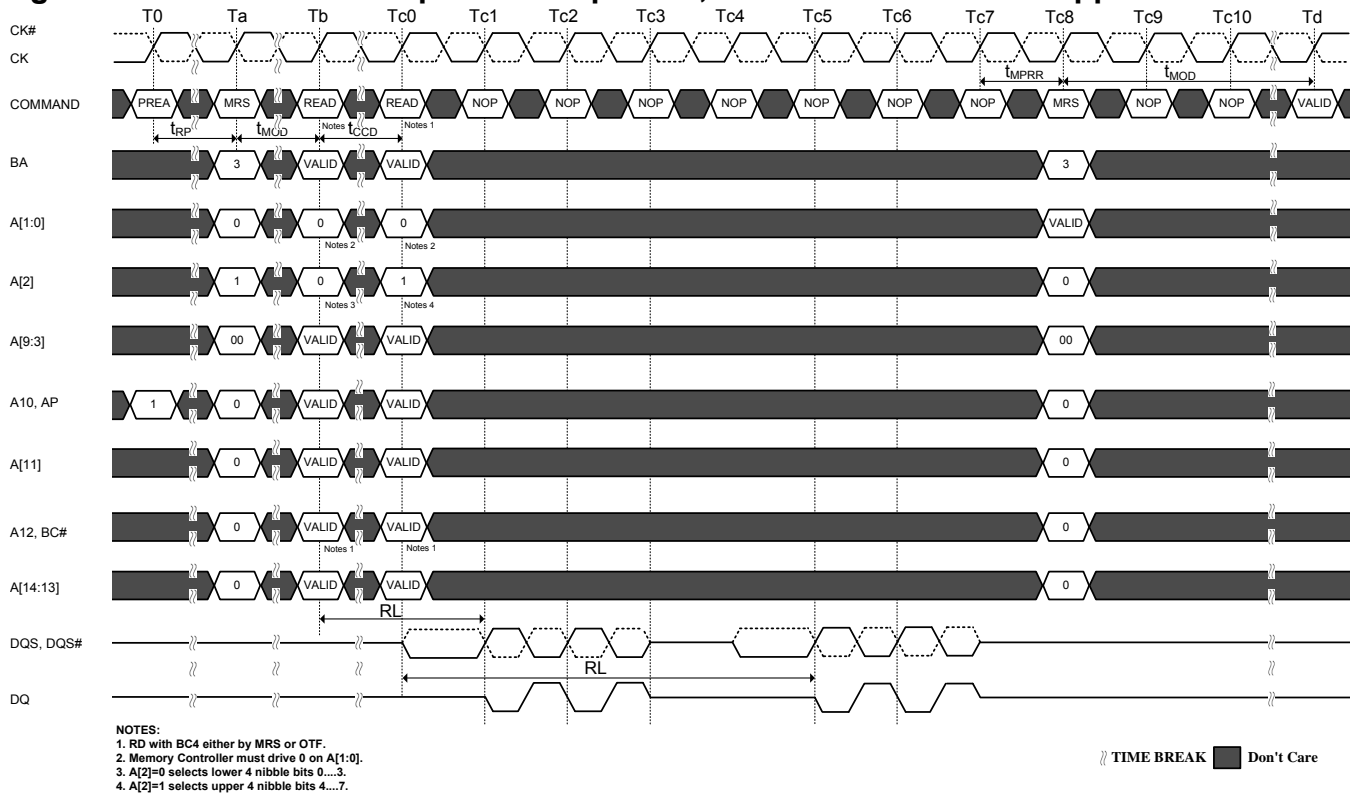 T0 Ta Tb Tc0 Tc1 Tc2 Tc3 Tc4 Tc5 Tc6 Tc7 Tc8 Tc9 Tc10 Td
CK#
CK
tMPRR tMOD
COMMAND PREA MRS READ READ NOP NOP NOP NOP NOP NOP NOP MRS NOP NOP VALID
Notes 1 Notes 1
tRP tMOD tCCD
BA 3 VALID VALID 3
A[1:0] 0 0 0 VALID
Notes 2 Notes 2
A[2] 1 0 1 0
Notes 3 Notes 4
A[9:3] 00 VALID VALID 00
A10, AP 1 0 VALID VALID 0
A[11] 0 VALID VALID 0
A12, BC# 0 VALID VALID 0
Notes 1 Notes 1
A[14:13] 0 VALID VALID 0
RL
DQS, DQS#
RL
DQ
NOTES:
1. RD with BC4 either by MRS or OTF.
2. Memory Controller must drive 0 on A[1:0].
3. A[2]=0 selects lower 4 nibble bits 0....3.
4. A[2]=1 selects upper 4 nibble bits 4....7.
TIME BREAK Don't Care